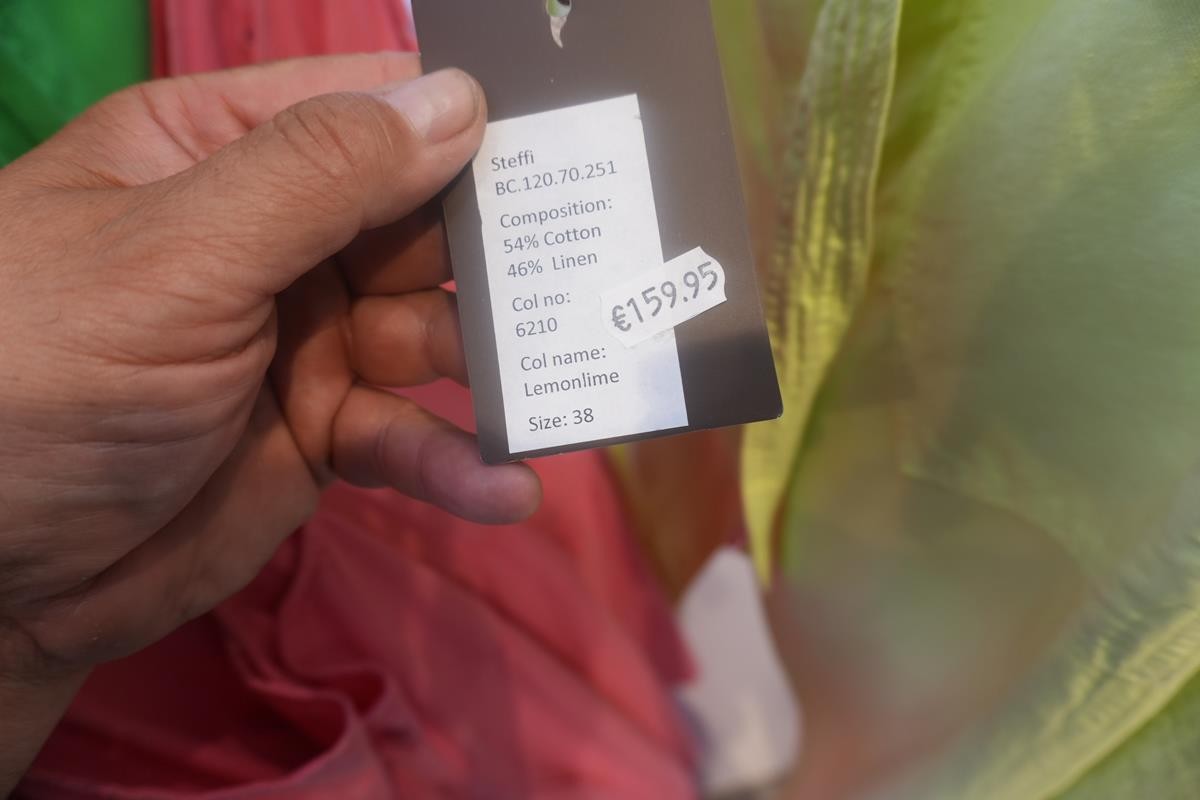 Steffi
BC.120.70.251
Composition:
54% Cotton
46% Linen
Col no:
6210
€159.95
Col name:
Lemonlime
Size: 38